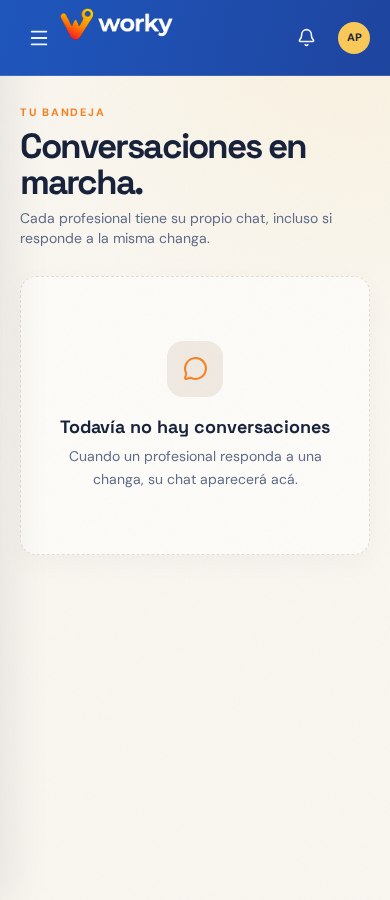 worky
AP
TU BANDEJA
Conversaciones en
marcha.
Cada profesional tiene su propio chat, incluso si
responde a la misma changa.
Todavía no hay conversaciones
Cuando un profesional responda a una
changa, su chat aparecerá acá.